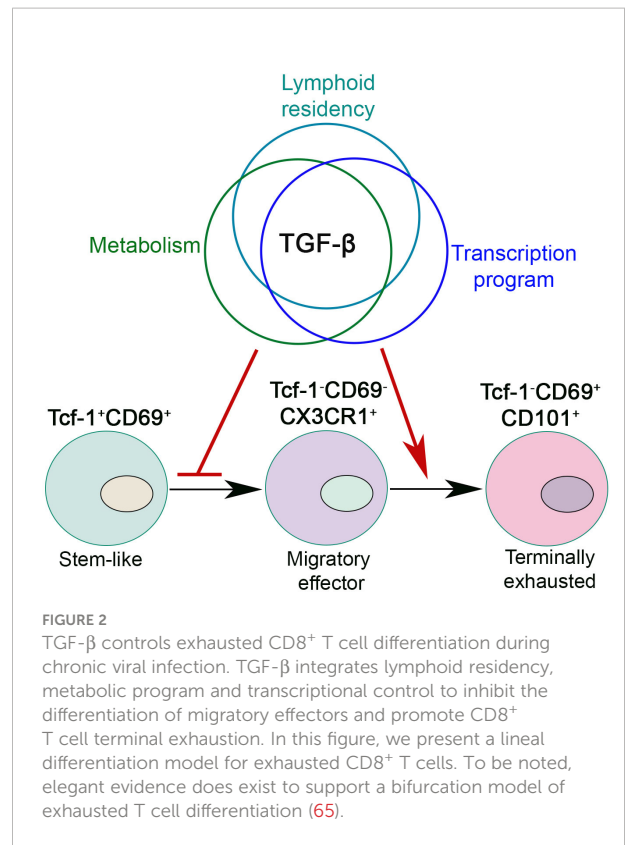 Lymphoid
residency
Metabolism
TGF-β
Transcription
program
Tcf-1⁺CD69⁺
Tcf-1⁻CD69⁻
CX3CR1⁺
Tcf-1⁻CD69⁺
CD101⁺
Stem-like
Migratory
effector
Terminally
exhausted
FIGURE 2
TGF-β controls exhausted CD8⁺ T cell differentiation during
chronic viral infection. TGF-β integrates lymphoid residency,
metabolic program and transcriptional control to inhibit the
differentiation of migratory effectors and promote CD8⁺
T cell terminal exhaustion. In this figure, we present a lineal
differentiation model for exhausted CD8⁺ T cells. To be noted,
elegant evidence does exist to support a bifurcation model of
exhausted T cell differentiation (65).